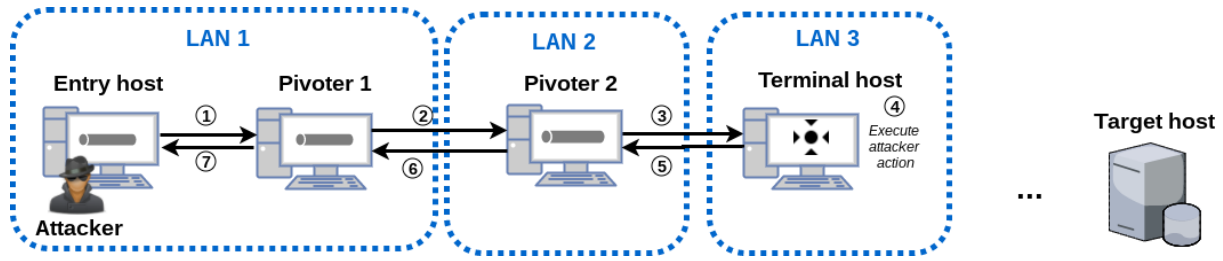 LAN 1
LAN 2
LAN 3
Entry host
Pivoter 1
Pivoter 2
Terminal host
Target host
①
②
③
④
Execute
attacker
action
⑦
⑥
⑤
...
Attacker